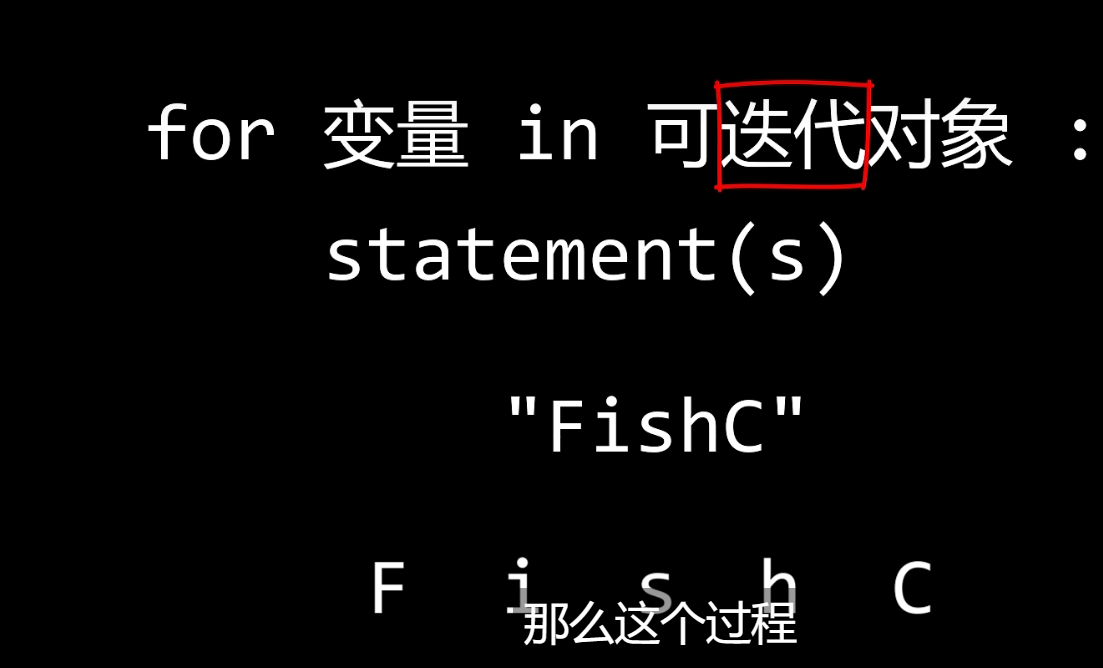 for 变量 in 可迭代对象 :
statement(s)
"FishC"
F i s h C
那么这个过程